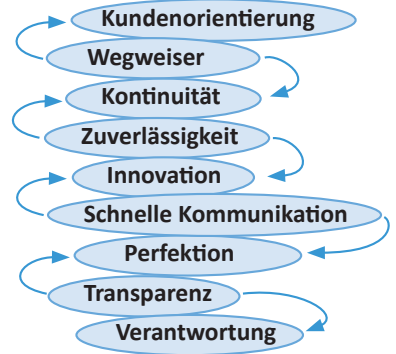 Kundenorientierung
Wegweiser
Kontinuität
Zuverlässigkeit
Innovation
Schnelle Kommunikation
Perfektion
Transparenz
Verantwortung